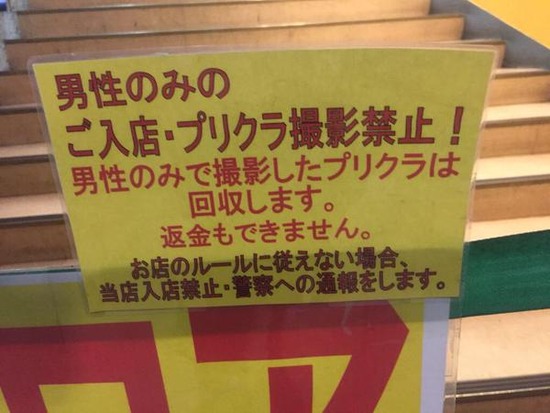 男性のみの
ご入店・プリクラ撮影禁止！
男性のみで撮影したプリクラは
回収します。
返金もできません。
お店のルールに従えない場合、
当店入店禁止・警察への通報をします。
ロア